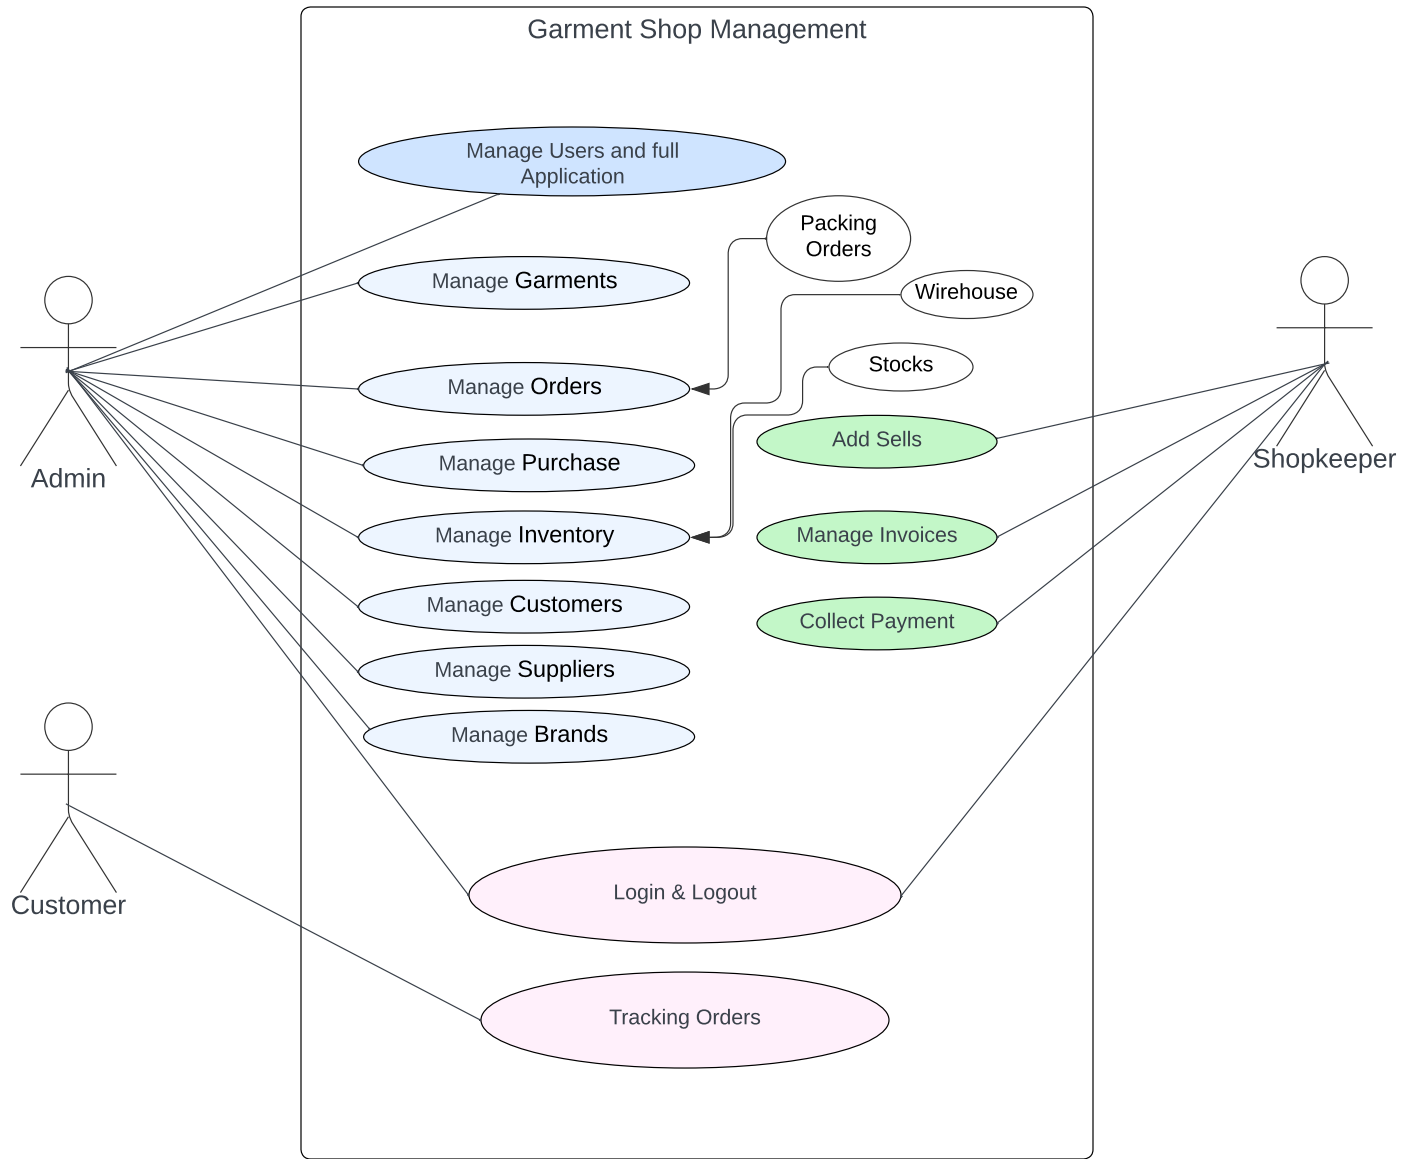 Garment Shop Management
Manage Users and full
Application
Packing
Orders
Manage Garments
Wirehouse
Stocks
Manage Orders
Add Sells
Manage Purchase
Admin
Shopkeeper
Manage Inventory
Manage Invoices
Manage Customers
Collect Payment
Manage Suppliers
Manage Brands
Login & Logout
Customer
Tracking Orders